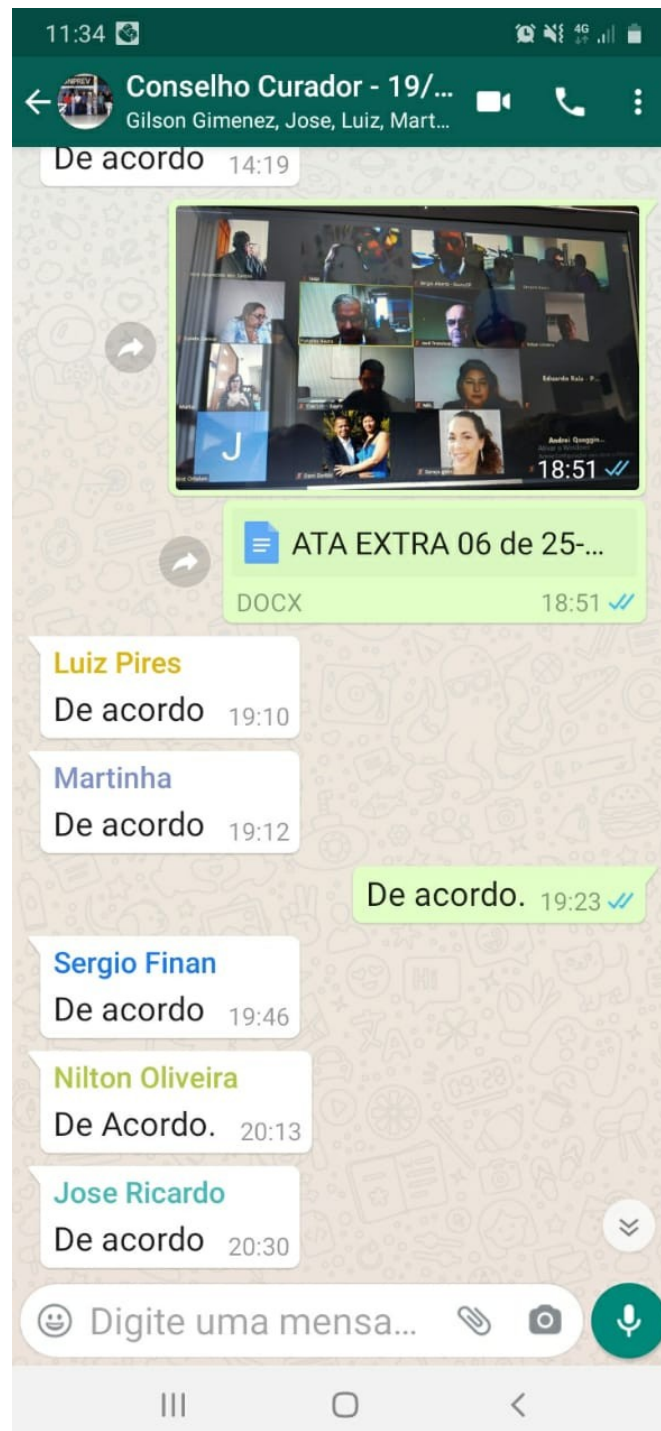 11:34
4G
Conselho Curador - 19/...
Gilson Gimenez, Jose, Luiz, Mart...
De acordo 14:19
Eduardo Ruiz - P...
18:51
ATA EXTRA 06 de 25-...
DOCX 18:51
Luiz Pires
De acordo 19:10
Martinha
De acordo 19:12
De acordo. 19:23
Sergio Finan
De acordo 19:46
Nilton Oliveira
De Acordo. 20:13
Jose Ricardo
De acordo 20:30
Digite uma mensa...